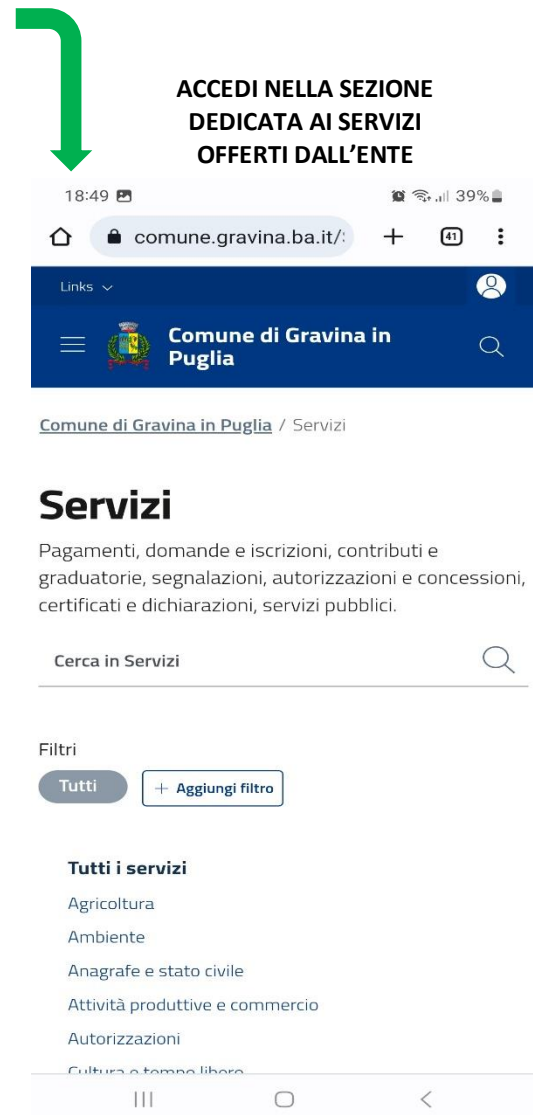 ACCEDI NELLA SEZIONE
DEDICATA AI SERVIZI
OFFERTI DALL’ENTE
18:49 39%
comune.gravina.ba.it/ 41
Links
Comune di Gravina in
Puglia
Comune di Gravina in Puglia / Servizi
Servizi
Pagamenti, domande e iscrizioni, contributi e
graduatorie, segnalazioni, autorizzazioni e concessioni,
certificati e dichiarazioni, servizi pubblici.
Cerca in Servizi
Filtri
Tutti + Aggiungi filtro
Tutti i servizi
Agricoltura
Ambiente
Anagrafe e stato civile
Attività produttive e commercio
Autorizzazioni
Cultura e tempo libero